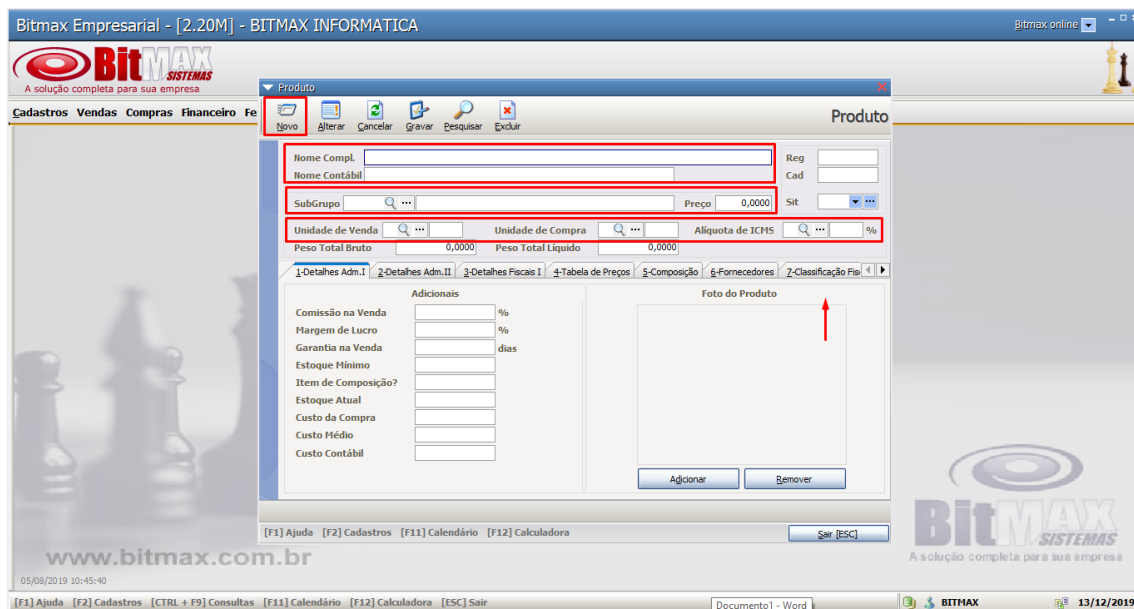 Bitmax Empresarial - [2.20M] - BITMAX INFORMATICA
Bitmax online
BitMAX
SISTEMAS
A solução completa para sua empresa
Cadastros Vendas Compras Financeiro Fe
Produto
Novo Alterar Cancelar Gravar Pesquisar Excluir
Produto
Nome Compl. Reg
Nome Contábil Cad
SubGrupo Preço 0,0000 Sit
Unidade de Venda Unidade de Compra Alíquota de ICMS %
Peso Total Bruto 0,0000 Peso Total Líquido 0,0000
1-Detalhes Adm.I 2-Detalhes Adm.II 3-Detalhes Fiscais I 4-Tabela de Preços 5-Composição 6-Fornecedores 7-Classificação Fis
Adicionais Foto do Produto
Comissão na Venda %
Margem de Lucro %
Garantia na Venda dias
Estoque Mínimo
Item de Composição?
Estoque Atual
Custo da Compra
Custo Médio
Custo Contábil
Adicionar Remover
[F1] Ajuda [F2] Cadastros [F11] Calendário [F12] Calculadora Sair [ESC]
BitMAX
SISTEMAS
A solução completa para sua empresa
www.bitmax.com.br
05/08/2019 10:45:40
[F1] Ajuda [F2] Cadastros [CTRL + F9] Consultas [F11] Calendário [F12] Calculadora [ESC] Sair Documento1 - Word BITMAX 13/12/2019